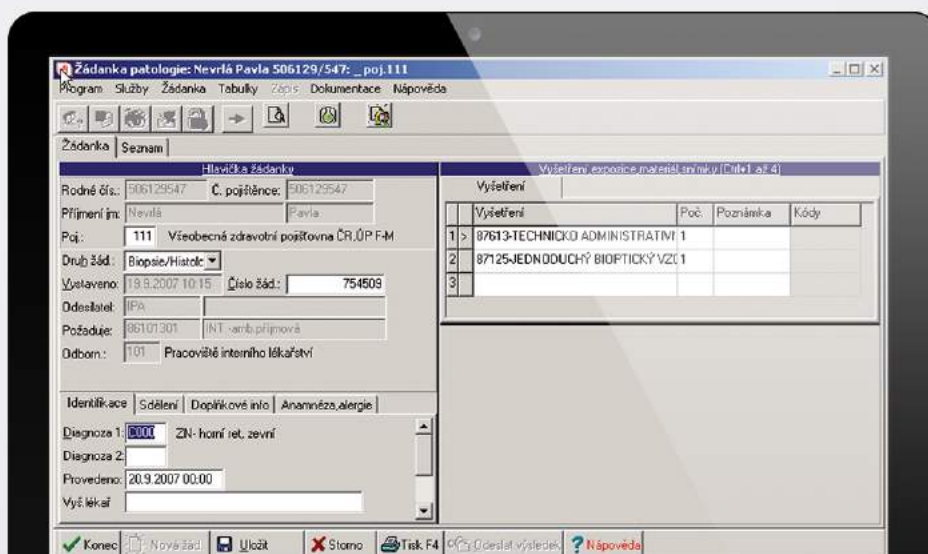 Žádanka patologie: Nevrlá Pavla 506129/547: _ poj.111
Program Služby Žádanka Tabulky Zápis Dokumentace Nápověda
Žádanka Seznam
Hlavička žádanky
Rodné čís.: 506129547 Č. pojištěnce: 506129547
Příjmení jm: Nevrlá Pavla
Poj.: 111 Všeobecná zdravotní pojišťovna ČR,ÚP F-M
Druh žád.: Biopsie/Histolc
Vystaveno: 19.9.2007 10:15 Číslo žád.: 754509
Odesílatel: IPA
Požaduje: 86101301 INT.-amb.příjmová
Odborn.: 101 Pracoviště interního lékařství
Identifikace Sdělení Doplňkové info Anamnéza,alergie
Diagnoza 1: C000 ZN- horní ret, zevní
Diagnoza 2:
Provedeno: 20.9.2007 00:00
Vyš.lékař
Vyšetření,expozice,materiál,snímky [Ctrl+1 až 4]
Vyšetření
Vyšetření Poč. Poznámka Kódy
1 > 87613-TECHNICKO ADMINISTRATIVI 1
2 87125-JEDNODUCHÝ BIOPTICKÝ VZC 1
3
Konec Nová žád. Uložit Storno Tisk F4 Odeslat výsledek Nápověda